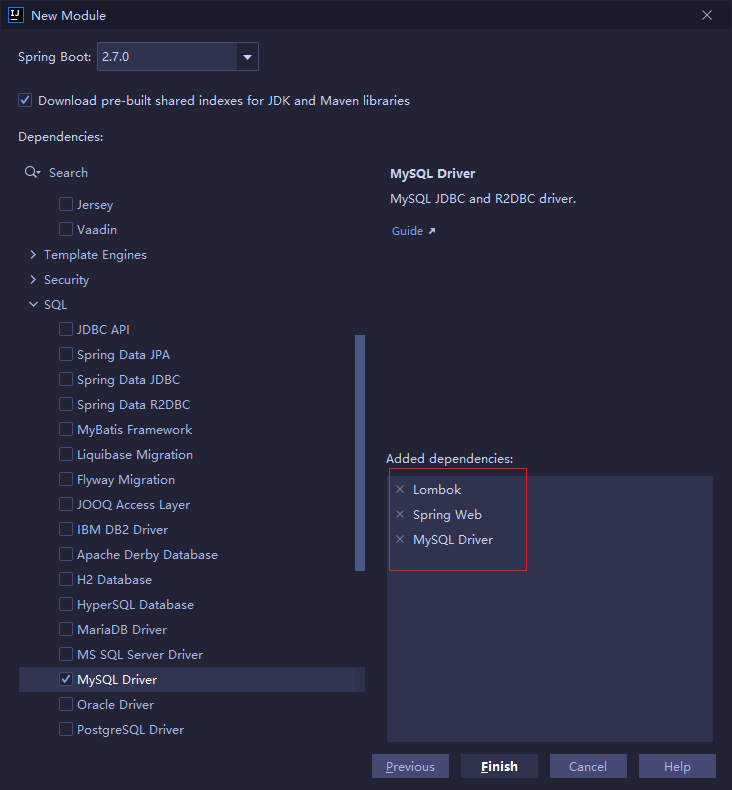 IJ New Module
Spring Boot: 2.7.0
Download pre-built shared indexes for JDK and Maven libraries
Dependencies:
Search
Jersey
Vaadin
Template Engines
Security
SQL
JDBC API
Spring Data JPA
Spring Data JDBC
Spring Data R2DBC
MyBatis Framework
Liquibase Migration
Flyway Migration
JOOQ Access Layer
IBM DB2 Driver
Apache Derby Database
H2 Database
HyperSQL Database
MariaDB Driver
MS SQL Server Driver
MySQL Driver
Oracle Driver
PostgreSQL Driver
MySQL Driver
MySQL JDBC and R2DBC driver.
Guide
Added dependencies:
Lombok
Spring Web
MySQL Driver
Previous Finish Cancel Help